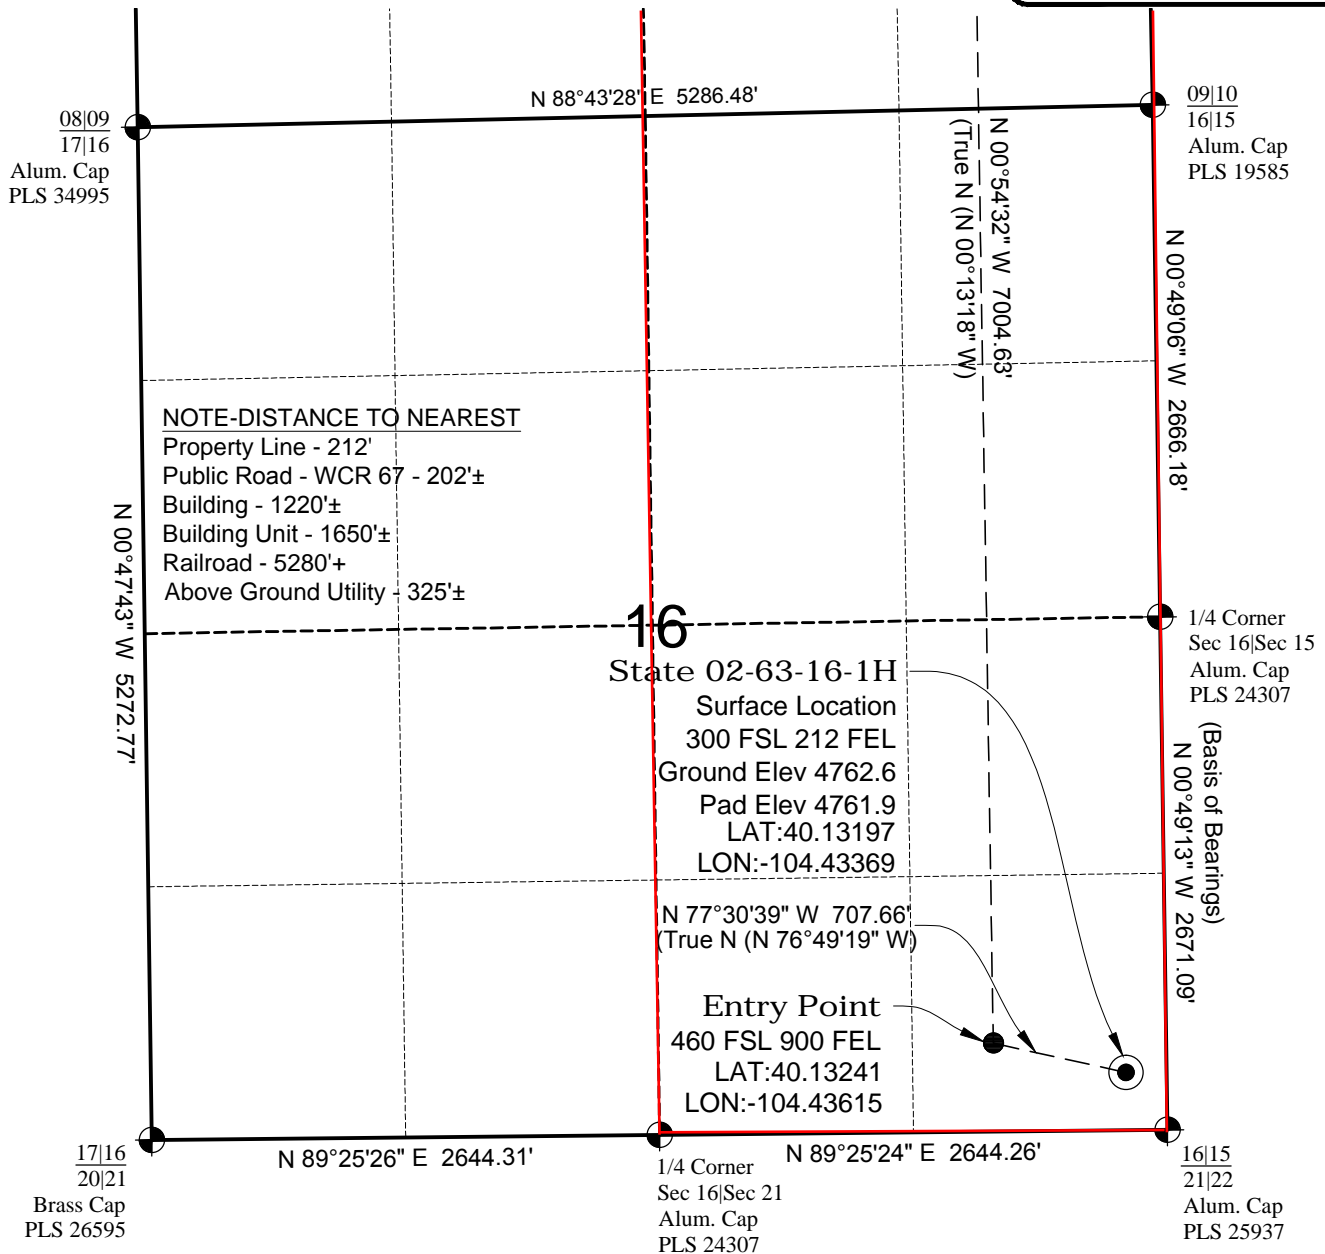 N 88°43'28" E 5286.48'
08|09
17|16
Alum. Cap
PLS 34995
09|10
16|15
Alum. Cap
PLS 19585
N 00°54'32" W 7004.63'
(True N (N 00°13'18" W)
N 00°49'06" W 2666.18'
NOTE-DISTANCE TO NEAREST
Property Line - 212'
Public Road - WCR 67 - 202'±
Building - 1220'±
Building Unit - 1650'±
Railroad - 5280'+
Above Ground Utility - 325'±
N 00°47'43" W 5272.77'
16
1/4 Corner
Sec 16|Sec 15
Alum. Cap
PLS 24307
State 02-63-16-1H
Surface Location
300 FSL 212 FEL
Ground Elev 4762.6
Pad Elev 4761.9
LAT:40.13197
LON:-104.43369
(Basis of Bearings)
N 00°49'13" W 2671.09'
N 77°30'39" W 707.66'
(True N (N 76°49'19" W)
Entry Point
460 FSL 900 FEL
LAT:40.13241
LON:-104.43615
17|16
20|21
Brass Cap
PLS 26595
N 89°25'26" E 2644.31'
1/4 Corner
Sec 16|Sec 21
Alum. Cap
PLS 24307
N 89°25'24" E 2644.26'
16|15
21|22
Alum. Cap
PLS 25937